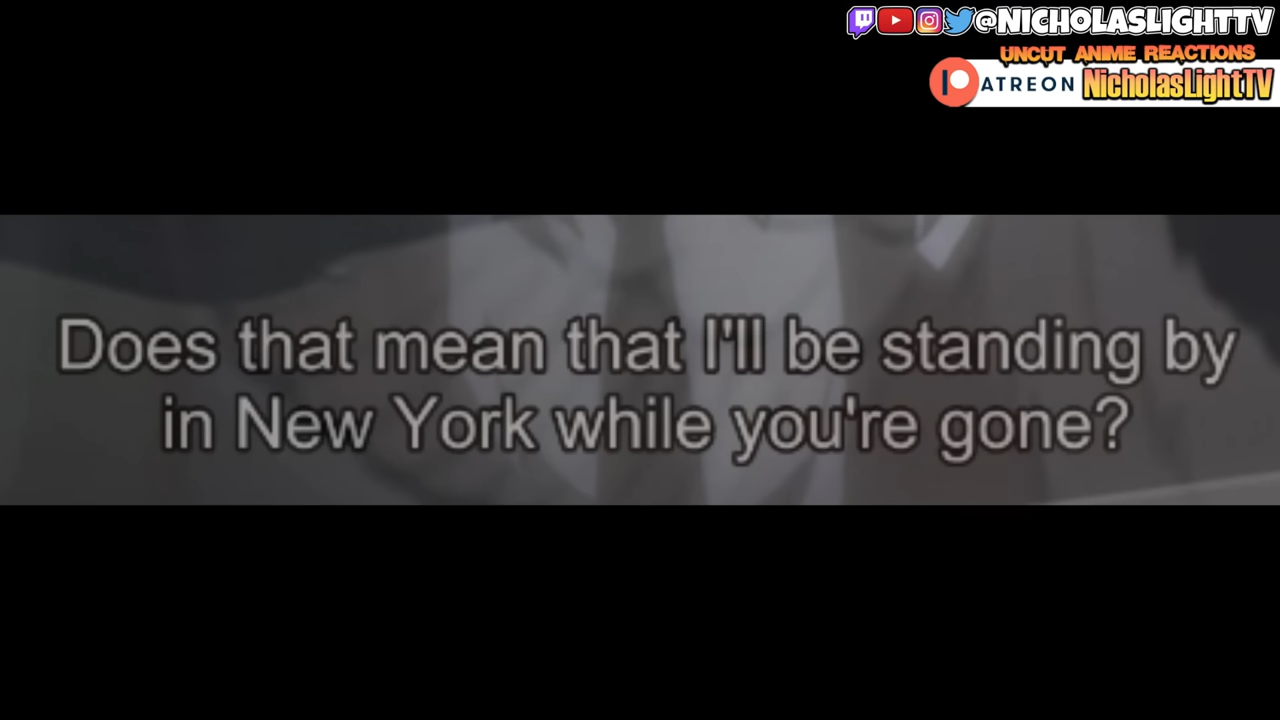 @NICHOLASLIGHTTV
UNCUT ANIME REACTIONS
PATREON NicholasLightTV
Does that mean that I'll be standing by
in New York while you're gone?